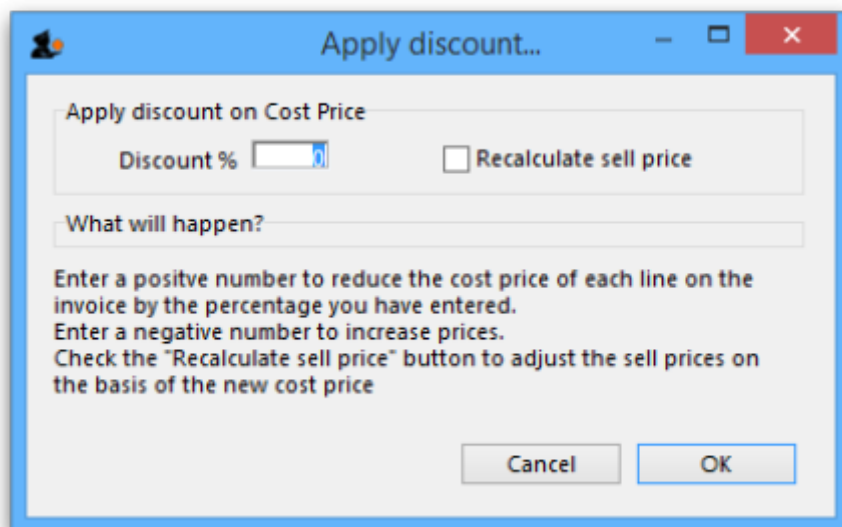 Apply discount...
Apply discount on Cost Price
Discount % 0 Recalculate sell price
What will happen?
Enter a positve number to reduce the cost price of each line on the
invoice by the percentage you have entered.
Enter a negative number to increase prices.
Check the "Recalculate sell price" button to adjust the sell prices on
the basis of the new cost price
Cancel OK